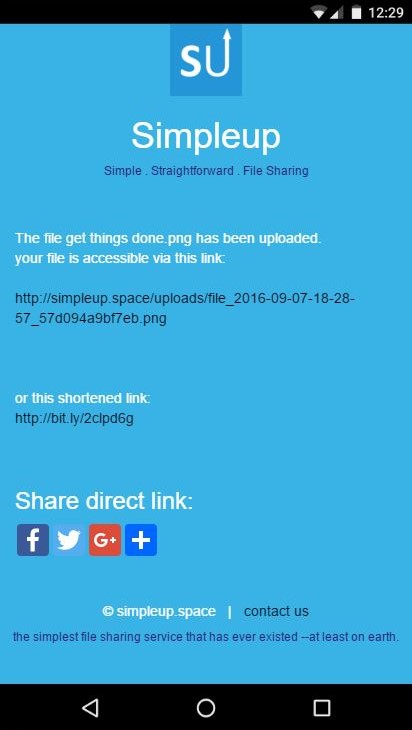 12:29
SU
Simpleup
Simple . Straightforward . File Sharing
The file get things done.png has been uploaded.
your file is accessible via this link:
http://simpleup.space/uploads/file_2016-09-07-18-28-
57_57d094a9bf7eb.png
or this shortened link:
http://bit.ly/2clpd6g
Share direct link:
f G+ +
© simpleup.space | contact us
the simplest file sharing service that has ever existed --at least on earth.